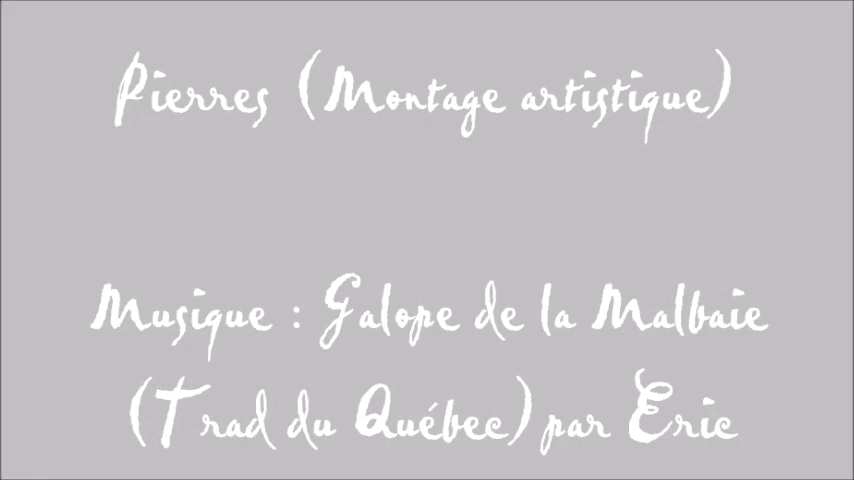 Pierres (Montage artistique)
Musique : Galope de la Malbaie
(Trad du Québec) par Eric